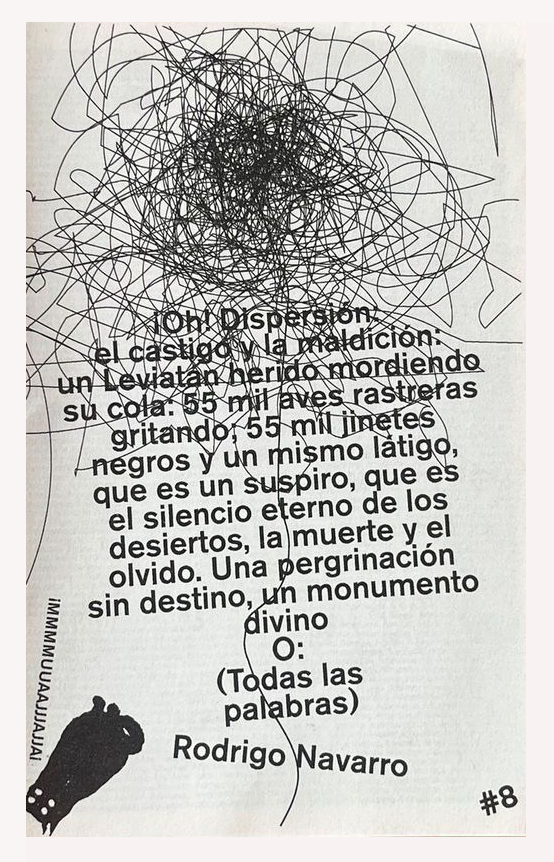 ¡Oh! Dispersión:
el castigo y la maldición:
un Leviatán herido mordiendo
su cola: 55 mil aves rastreras
gritando; 55 mil jinetes
negros y un mismo látigo,
que es un suspiro, que es
el silencio eterno de los
desiertos, la muerte y el
olvido. Una pergrinación
sin destino, un monumento
divino
O:
(Todas las
palabras)
Rodrigo Navarro
¡MMMMUUAAJJAJJA!
#8